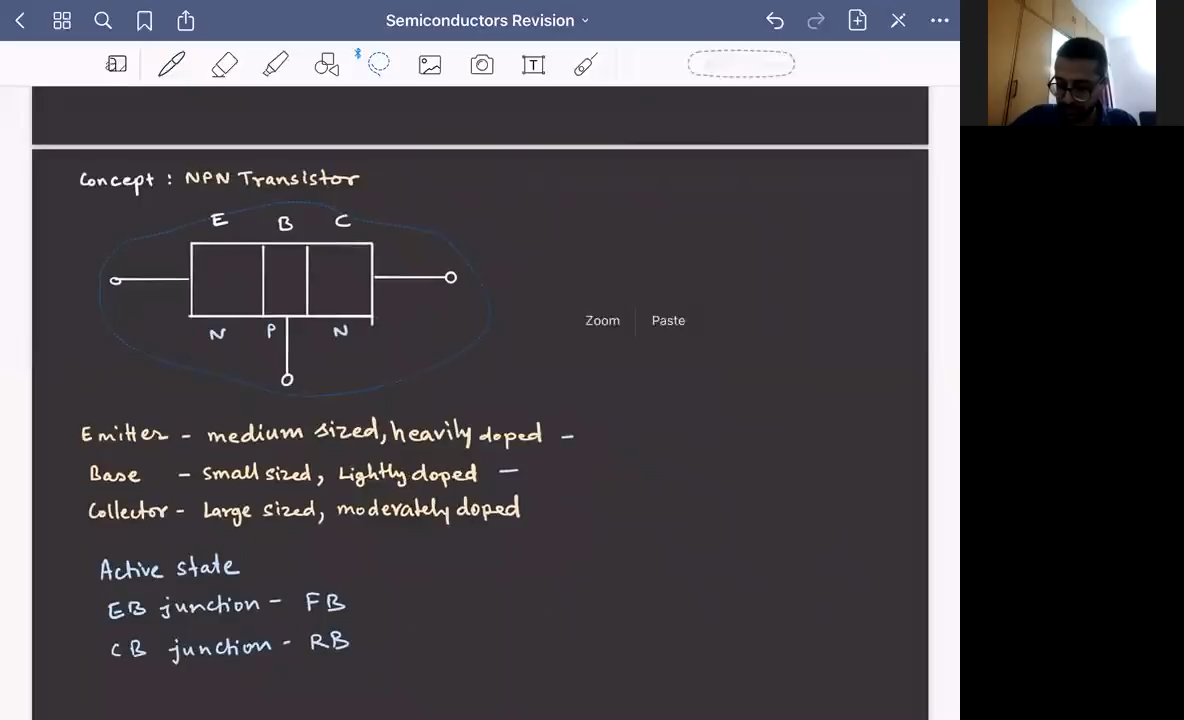 Semiconductors Revision
T
Concept : NPN Transistor
E B C
N P N
Zoom Paste
Emitter - medium sized, heavily doped -
Base - small sized, Lightly doped -
Collector - Large sized, moderately doped
Active state
EB junction - FB
CB junction - RB